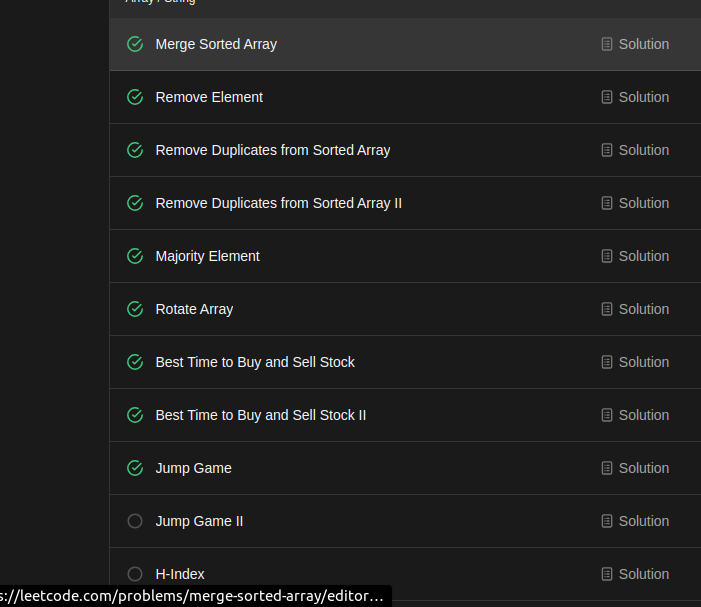 Array / String
Merge Sorted Array Solution
Remove Element Solution
Remove Duplicates from Sorted Array Solution
Remove Duplicates from Sorted Array II Solution
Majority Element Solution
Rotate Array Solution
Best Time to Buy and Sell Stock Solution
Best Time to Buy and Sell Stock II Solution
Jump Game Solution
Jump Game II Solution
H-Index Solution
s://leetcode.com/problems/merge-sorted-array/editor…